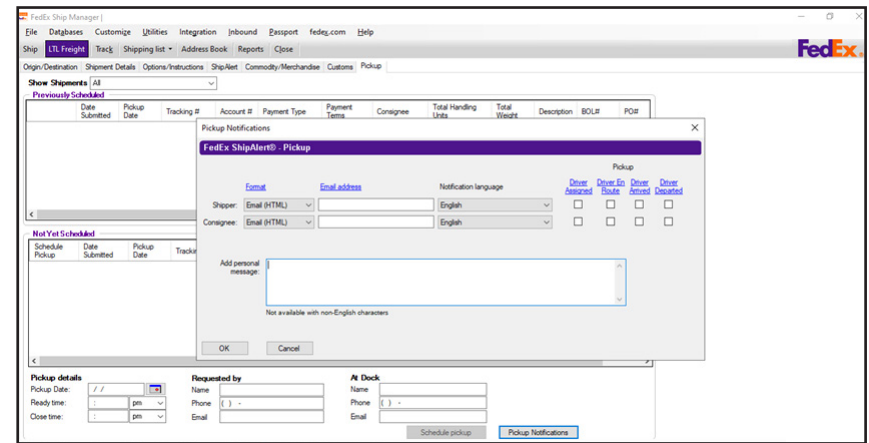 FedEx Ship Manager |
File Databases Customize Utilities Integration Inbound Passport fedex.com Help
Ship LTL Freight Track Shipping list Address Book Reports Close
FedEx
Origin/Destination Shipment Details Options/Instructions ShipAlert Commodity/Merchandise Customs Pickup
Show Shipments All
Previously Scheduled
Date Submitted Pickup Date Tracking # Account # Payment Type Payment Terms Consignee Total Handling Units Total Weight Description BOL# PO#
Pickup Notifications
FedEx ShipAlert® - Pickup
Pickup
Format Email address Notification language Driver Assigned Driver En Route Driver Arrived Driver Departed
Shipper: Email (HTML) English
Consignee: Email (HTML) English
Add personal message:
Not available with non-English characters
OK Cancel
Not Yet Scheduled
Schedule Pickup Date Submitted Pickup Date
Pickup details Requested by At Dock
Pickup Date: / / Name Name
Ready time: : pm Phone ( ) - Phone ( ) -
Close time: : pm Email Email
Schedule pickup Pickup Notifications